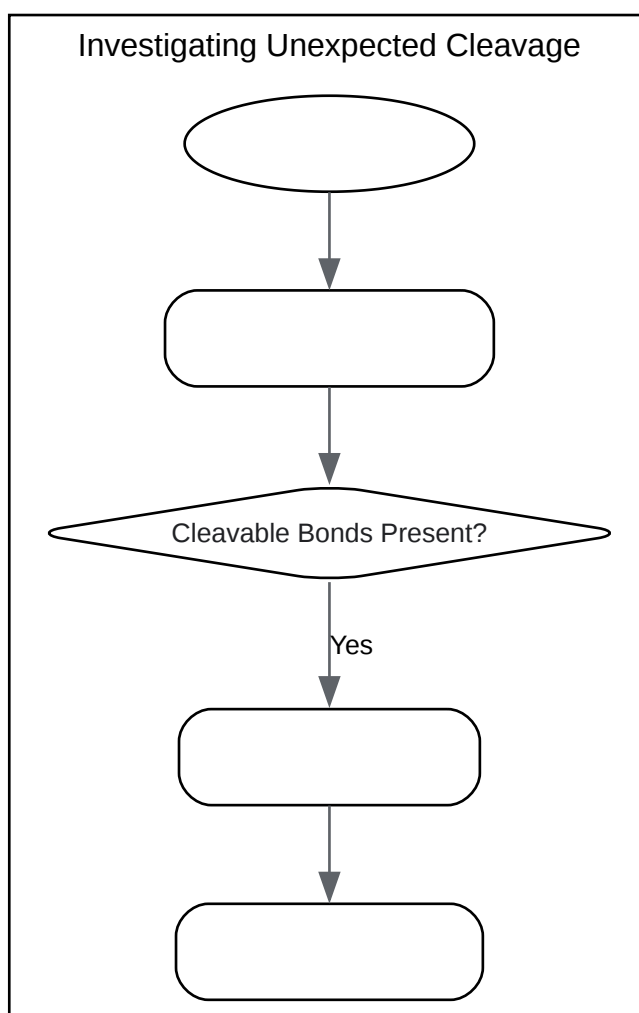 Investigating Unexpected Cleavage
Cleavable Bonds Present?
Yes